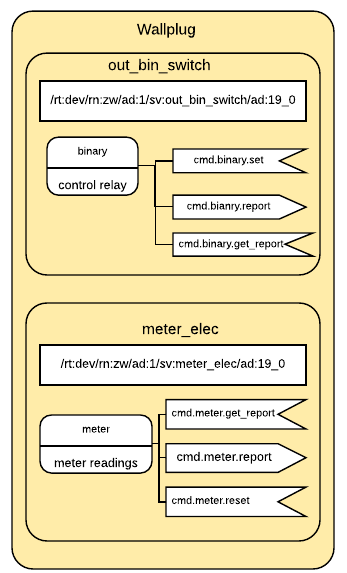 Wallplug
out_bin_switch
/rt:dev/rn:zw/ad:1/sv:out_bin_switch/ad:19_0
binary
control relay
cmd.binary.set
cmd.bianry.report
cmd.binary.get_report
meter_elec
/rt:dev/rn:zw/ad:1/sv:meter_elec/ad:19_0
meter
meter readings
cmd.meter.get_report
cmd.meter.report
cmd.meter.reset